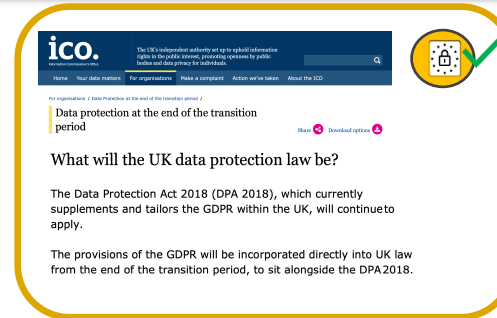 ico.
Information Commissioner's Office
The UK's independent authority set up to uphold information
rights in the public interest, promoting openness by public
bodies and data privacy for individuals.
Home Your data matters For organisations Make a complaint Action we've taken About the ICO
For organisations / Data Protection at the end of the transition period /
Data protection at the end of the transition
period
Share Download options
What will the UK data protection law be?
The Data Protection Act 2018 (DPA 2018), which currently
supplements and tailors the GDPR within the UK, will continueto
apply.
The provisions of the GDPR will be incorporated directly into UK law
from the end of the transition period, to sit alongside the DPA2018.